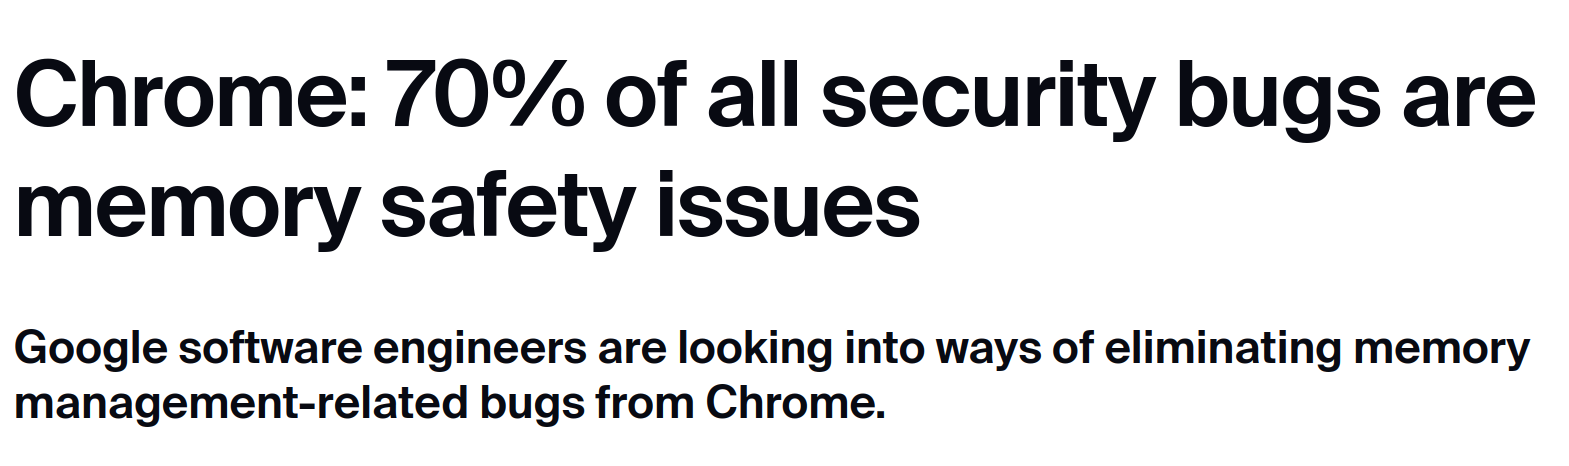 Chrome: 70% of all security bugs are
memory safety issues
Google software engineers are looking into ways of eliminating memory
management-related bugs from Chrome.